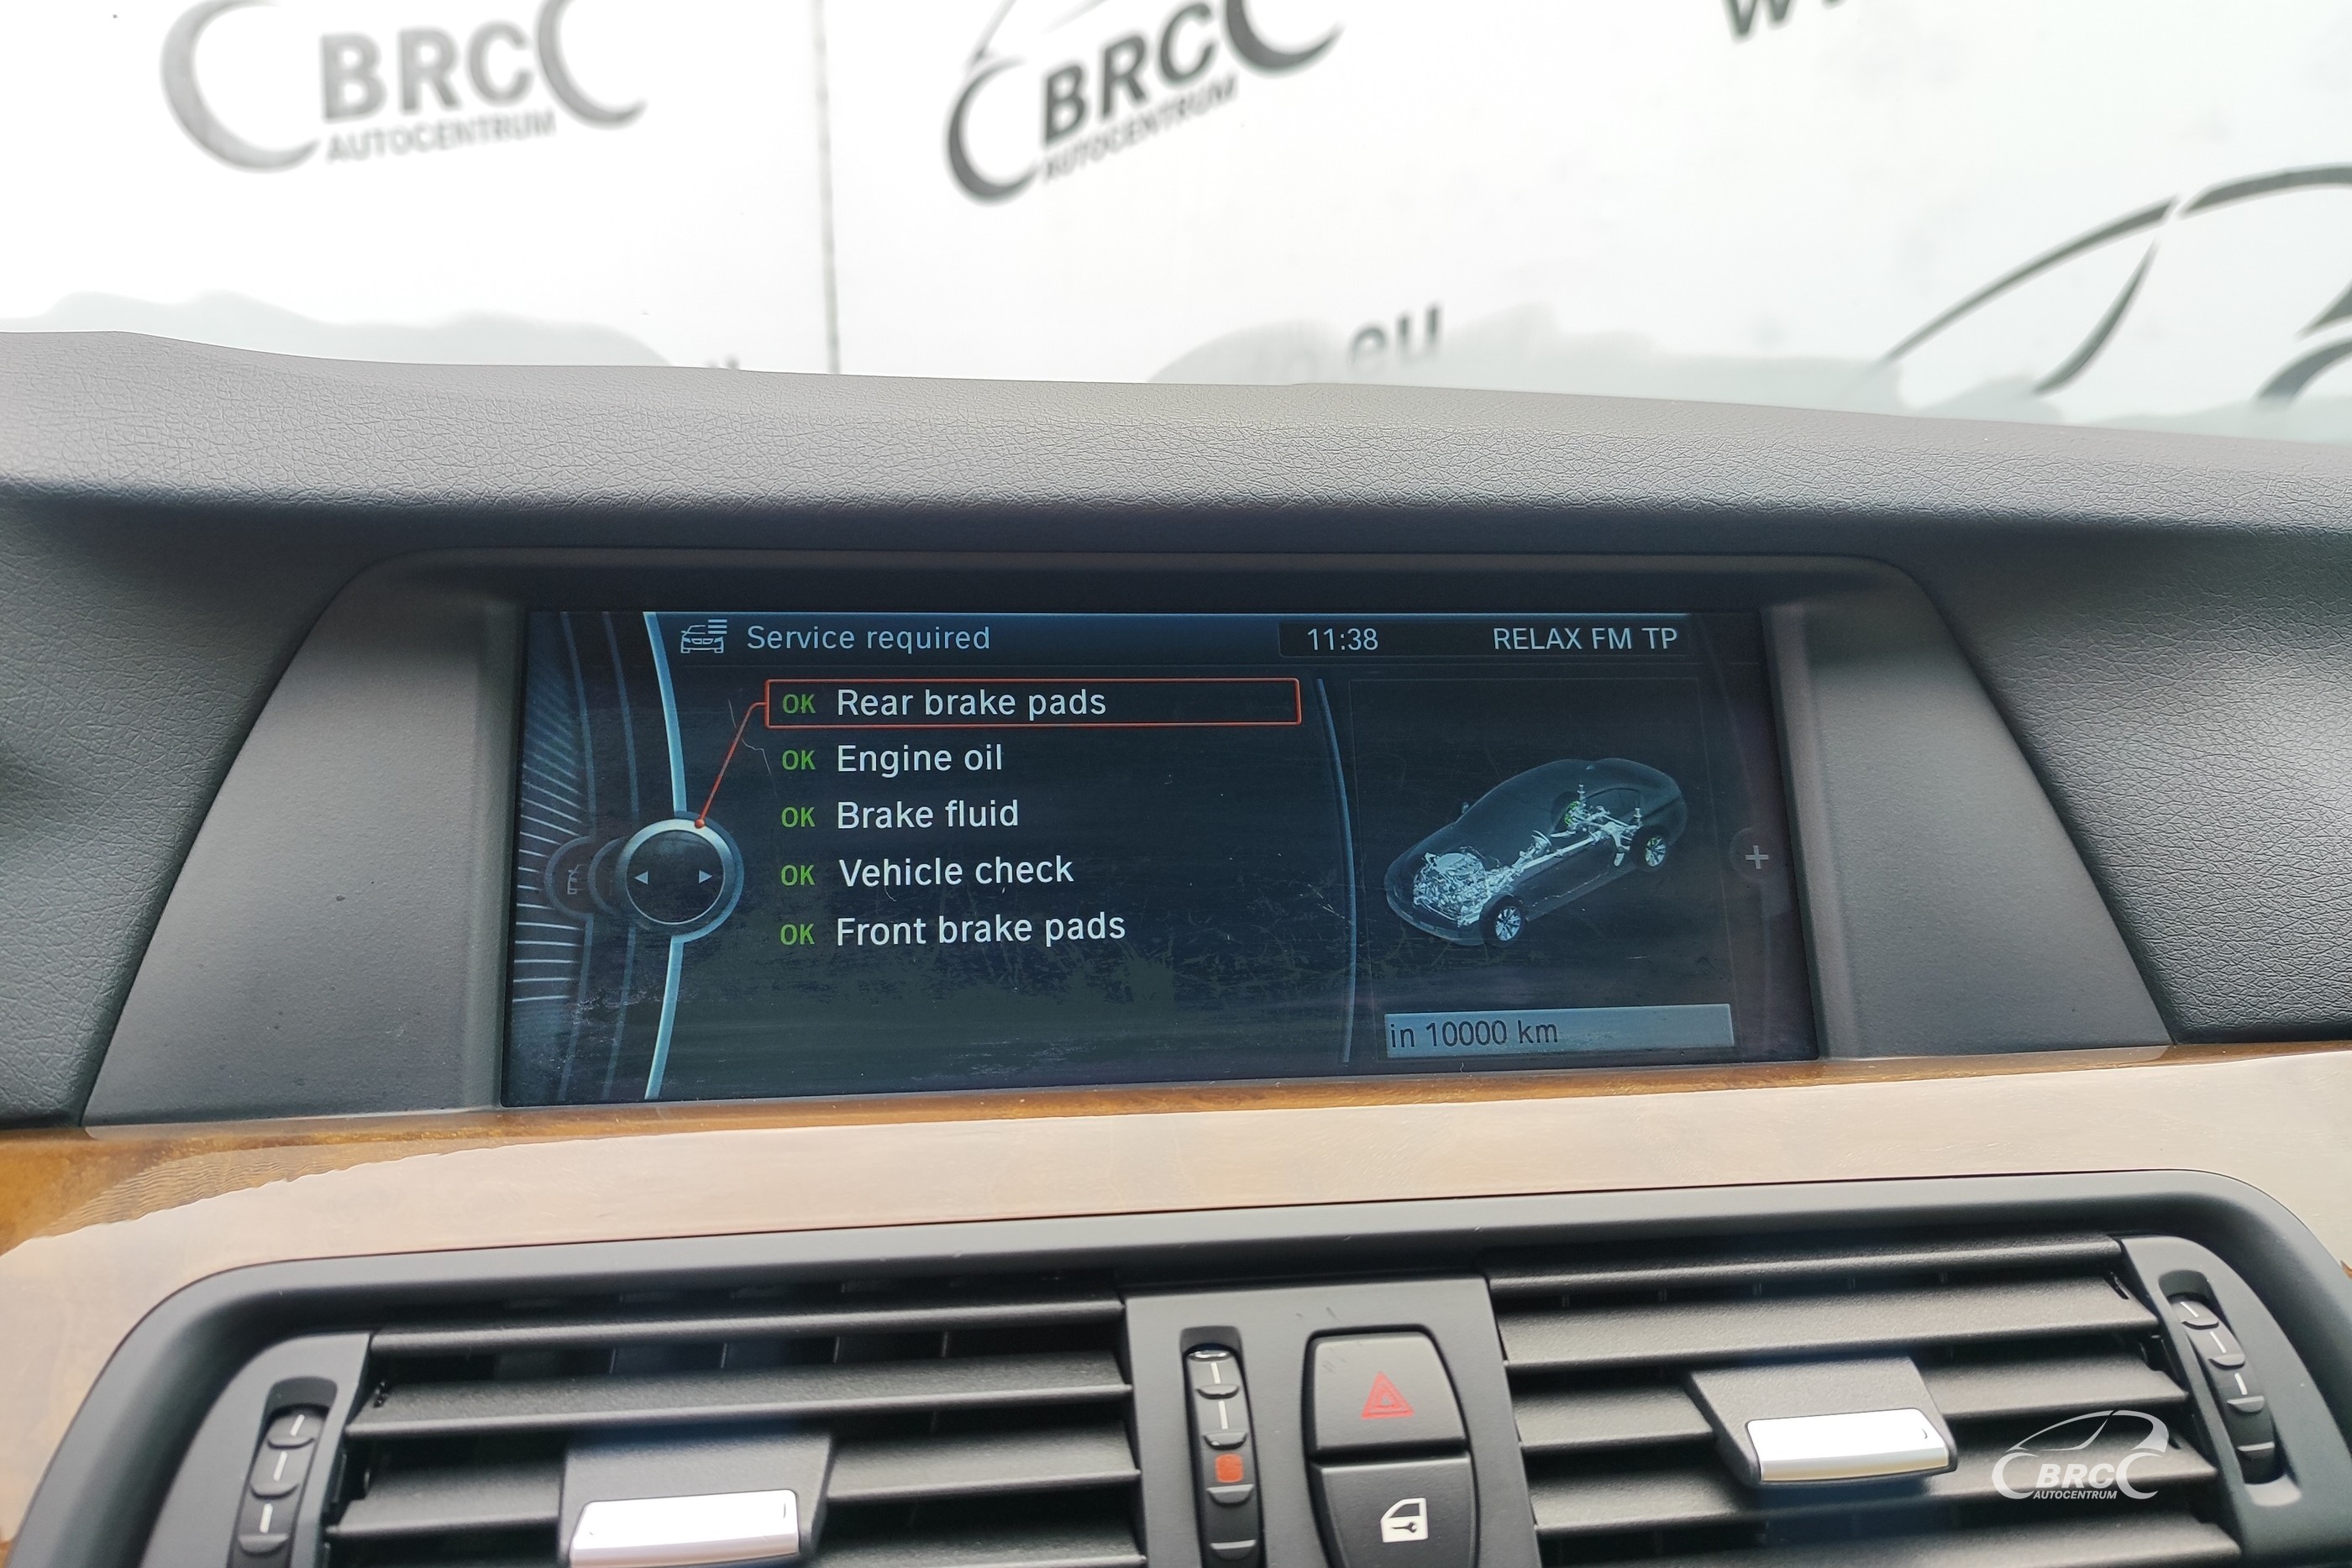 BRC
AUTOCENTRUM
BRC
AUTOCENTRUM
.eu
Service required
11:38
RELAX FM TP
OK Rear brake pads
OK Engine oil
OK Brake fluid
OK Vehicle check
OK Front brake pads
in 10000 km
BRC
AUTOCENTRUM